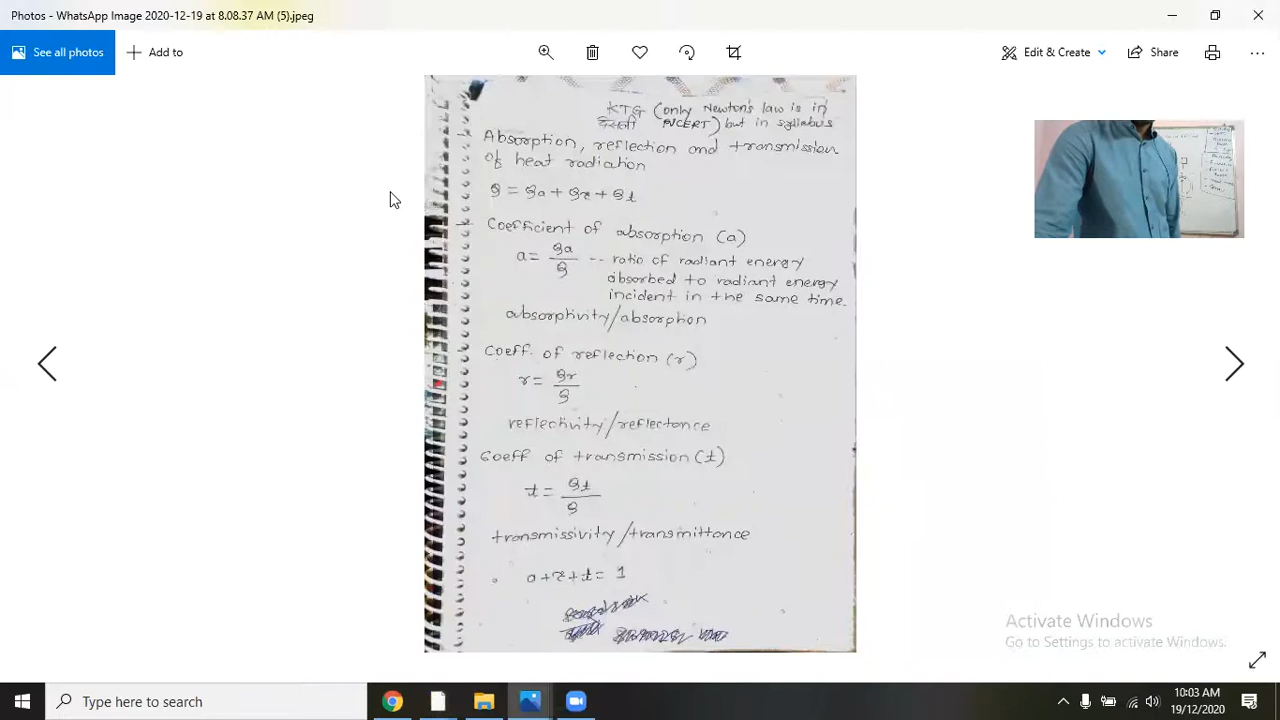 Photos - WhatsApp Image 2020-12-19 at 8.08.37 AM (5).jpeg
See all photos
Add to
Edit & Create
Share
KTG (only Newton's law is in
NCERT) but in syllabus
Absorption, reflection and transmission
of heat radiation
Q = Qa + Qr + Qt
Coefficient of absorption (a)
a = Qa/Q -- ratio of radiant energy
absorbed to radiant energy
incident in the same time.
absorptivity/absorption
Coeff. of reflection (r)
r = Qr/Q
reflectivity/reflectance
Coeff of transmission (t)
t = Qt/Q
transmissivity/transmittance
a+r+t= 1
Activate Windows
Go to Settings to activate Windows.
Type here to search
10:03 AM
19/12/2020